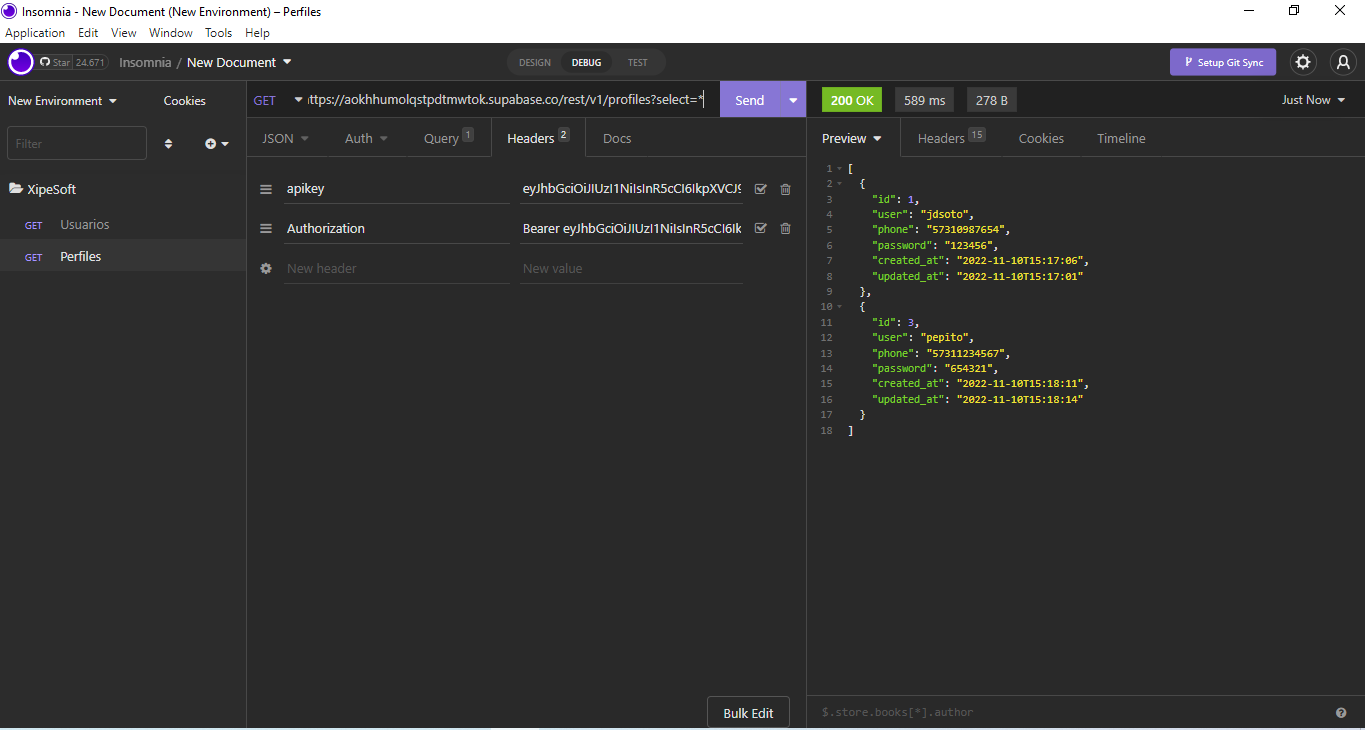 Insomnia - New Document (New Environment) – Perfiles
Application Edit View Window Tools Help
Star 24.671 Insomnia / New Document DESIGN DEBUG TEST Setup Git Sync
New Environment Cookies
GET ttps://aokhhumolqstpdtmwtok.supabase.co/rest/v1/profiles?select=* Send
200 OK 589 ms 278 B Just Now
Filter
JSON Auth Query 1 Headers 2 Docs
Preview Headers 15 Cookies Timeline
XipeSoft
GET Usuarios
GET Perfiles
apikey eyJhbGciOiJIUzI1NiIsInR5cCI6IkpXVCJ9
Authorization Bearer eyJhbGciOiJIUzI1NiIsInR5cCI6Ik
New header New value
1 [
2 {
3 "id": 1,
4 "user": "jdsoto",
5 "phone": "57310987654",
6 "password": "123456",
7 "created_at": "2022-11-10T15:17:06",
8 "updated_at": "2022-11-10T15:17:01"
9 },
10 {
11 "id": 3,
12 "user": "pepito",
13 "phone": "57311234567",
14 "password": "654321",
15 "created_at": "2022-11-10T15:18:11",
16 "updated_at": "2022-11-10T15:18:14"
17 }
18 ]
Bulk Edit
$.store.books[*].author